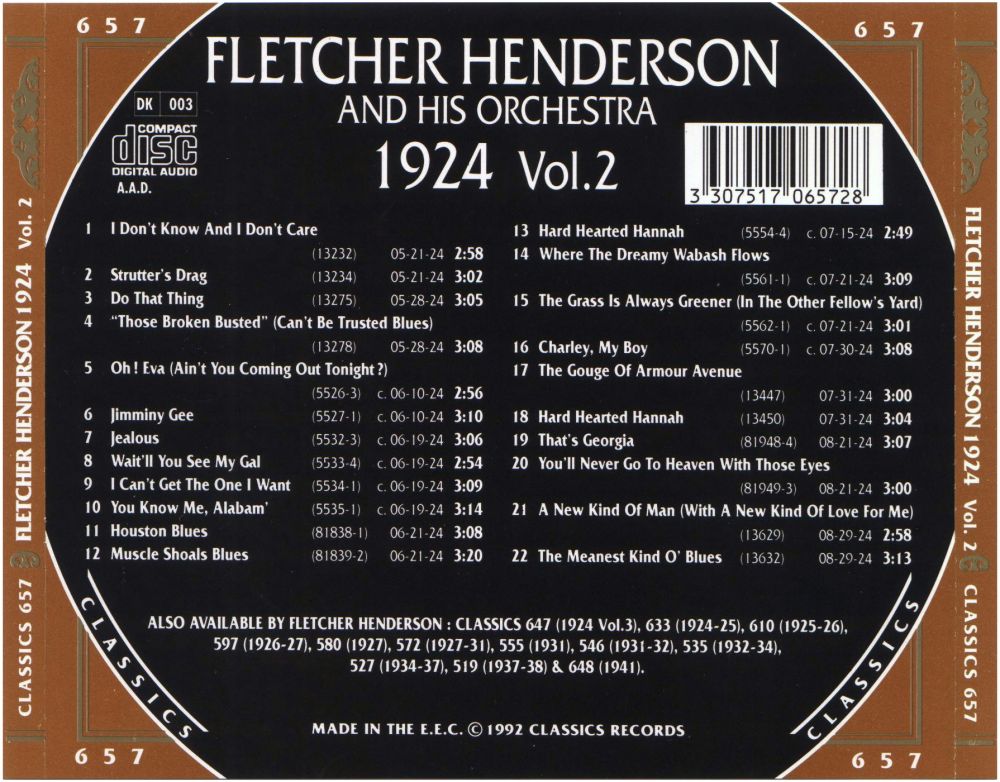 657
657
FLETCHER HENDERSON
AND HIS ORCHESTRA
1924 Vol.2
DK 003
COMPACT
disc
DIGITAL AUDIO
A.A.D.
3 307517 065728
1 I Don't Know And I Don't Care
(13232) 05-21-24 2:58
2 Strutter's Drag (13234) 05-21-24 3:02
3 Do That Thing (13275) 05-28-24 3:05
4 "Those Broken Busted" (Can't Be Trusted Blues)
(13278) 05-28-24 3:08
5 Oh! Eva (Ain't You Coming Out Tonight?)
(5526-3) c. 06-10-24 2:56
6 Jimminy Gee (5527-1) c. 06-10-24 3:10
7 Jealous (5532-3) c. 06-19-24 3:06
8 Wait'll You See My Gal (5533-4) c. 06-19-24 2:54
9 I Can't Get The One I Want (5534-1) c. 06-19-24 3:09
10 You Know Me, Alabam' (5535-1) c. 06-19-24 3:14
11 Houston Blues (81838-1) 06-21-24 3:08
12 Muscle Shoals Blues (81839-2) 06-21-24 3:20
13 Hard Hearted Hannah (5554-4) c. 07-15-24 2:49
14 Where The Dreamy Wabash Flows
(5561-1) c. 07-21-24 3:09
15 The Grass Is Always Greener (In The Other Fellow's Yard)
(5562-1) c. 07-21-24 3:01
16 Charley, My Boy (5570-1) c. 07-30-24 3:08
17 The Gouge Of Armour Avenue
(13447) 07-31-24 3:00
18 Hard Hearted Hannah (13450) 07-31-24 3:04
19 That's Georgia (81948-4) 08-21-24 3:07
20 You'll Never Go To Heaven With Those Eyes
(81949-3) 08-21-24 3:00
21 A New Kind Of Man (With A New Kind Of Love For Me)
(13629) 08-29-24 2:58
22 The Meanest Kind O' Blues (13632) 08-29-24 3:13
ALSO AVAILABLE BY FLETCHER HENDERSON : CLASSICS 647 (1924 Vol.3), 633 (1924-25), 610 (1925-26),
597 (1926-27), 580 (1927), 572 (1927-31), 555 (1931), 546 (1931-32), 535 (1932-34),
527 (1934-37), 519 (1937-38) & 648 (1941).
MADE IN THE E.E.C. © 1992 CLASSICS RECORDS
CLASSICS
CLASSICS
657
657
CLASSICS 657 FLETCHER HENDERSON 1924 Vol. 2
FLETCHER HENDERSON 1924 Vol. 2 CLASSICS 657